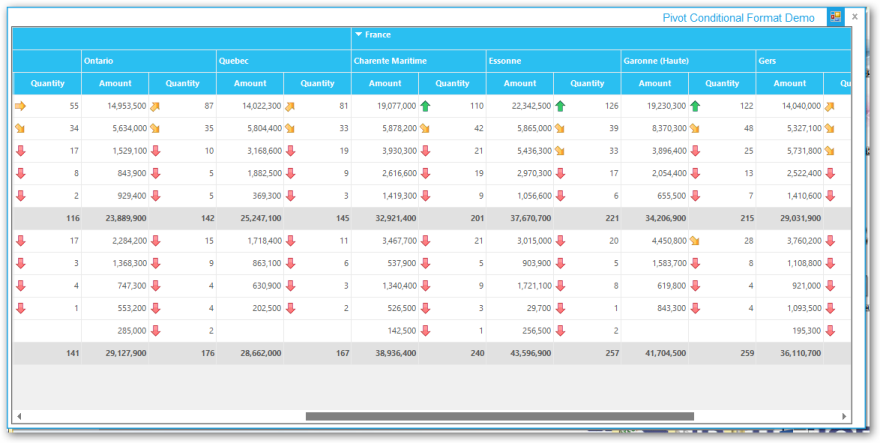 Pivot Conditional Format Demo
France
Ontario Quebec Charente Maritime Essonne Garonne (Haute) Gers
Quantity Amount Quantity Amount Quantity Amount Quantity Amount Quantity Amount Quantity Amount
55 14,953,500 87 14,022,300 81 19,077,000 110 22,342,500 126 19,230,300 122 14,040,000
34 5,634,000 35 5,804,400 33 5,878,200 42 5,865,000 39 8,370,300 48 5,327,100
17 1,529,100 10 3,168,600 19 3,930,300 21 5,436,300 33 3,896,400 25 5,731,800
8 843,900 5 1,882,500 9 2,616,600 19 2,970,300 17 2,054,400 13 2,522,400
2 929,400 5 369,300 3 1,419,300 9 1,056,600 6 655,500 7 1,410,600
116 23,889,900 142 25,247,100 145 32,921,400 201 37,670,700 221 34,206,900 215 29,031,900
17 2,284,200 15 1,718,400 11 3,467,700 21 3,015,000 20 4,450,800 28 3,760,200
3 1,368,300 9 863,100 6 537,900 5 903,900 5 1,583,700 8 1,108,800
4 747,300 4 630,900 3 1,340,400 9 1,721,100 8 619,800 4 921,000
1 553,200 4 202,500 2 526,500 3 29,700 1 843,300 4 1,093,500
285,000 2 142,500 1 256,500 2 195,300
141 29,127,900 176 28,662,000 167 38,936,400 240 43,596,900 257 41,704,500 259 36,110,700